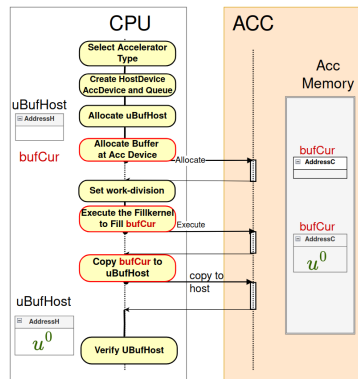 CPU
ACC
Select Accelerator
Type
Create HostDevice
AccDevice and Queue
Allocate uBufHost
Allocate Buffer
at Acc Device
Allocate
Set work-division
Execute the Fillkernel
to Fill bufCur
Execute
Copy bufCur to
uBufHost
copy to
host
Verify UBufHost
uBufHost
AddressH
bufCur
uBufHost
AddressH
u⁰
Acc
Memory
bufCur
AddressC
bufCur
AddressC
u⁰